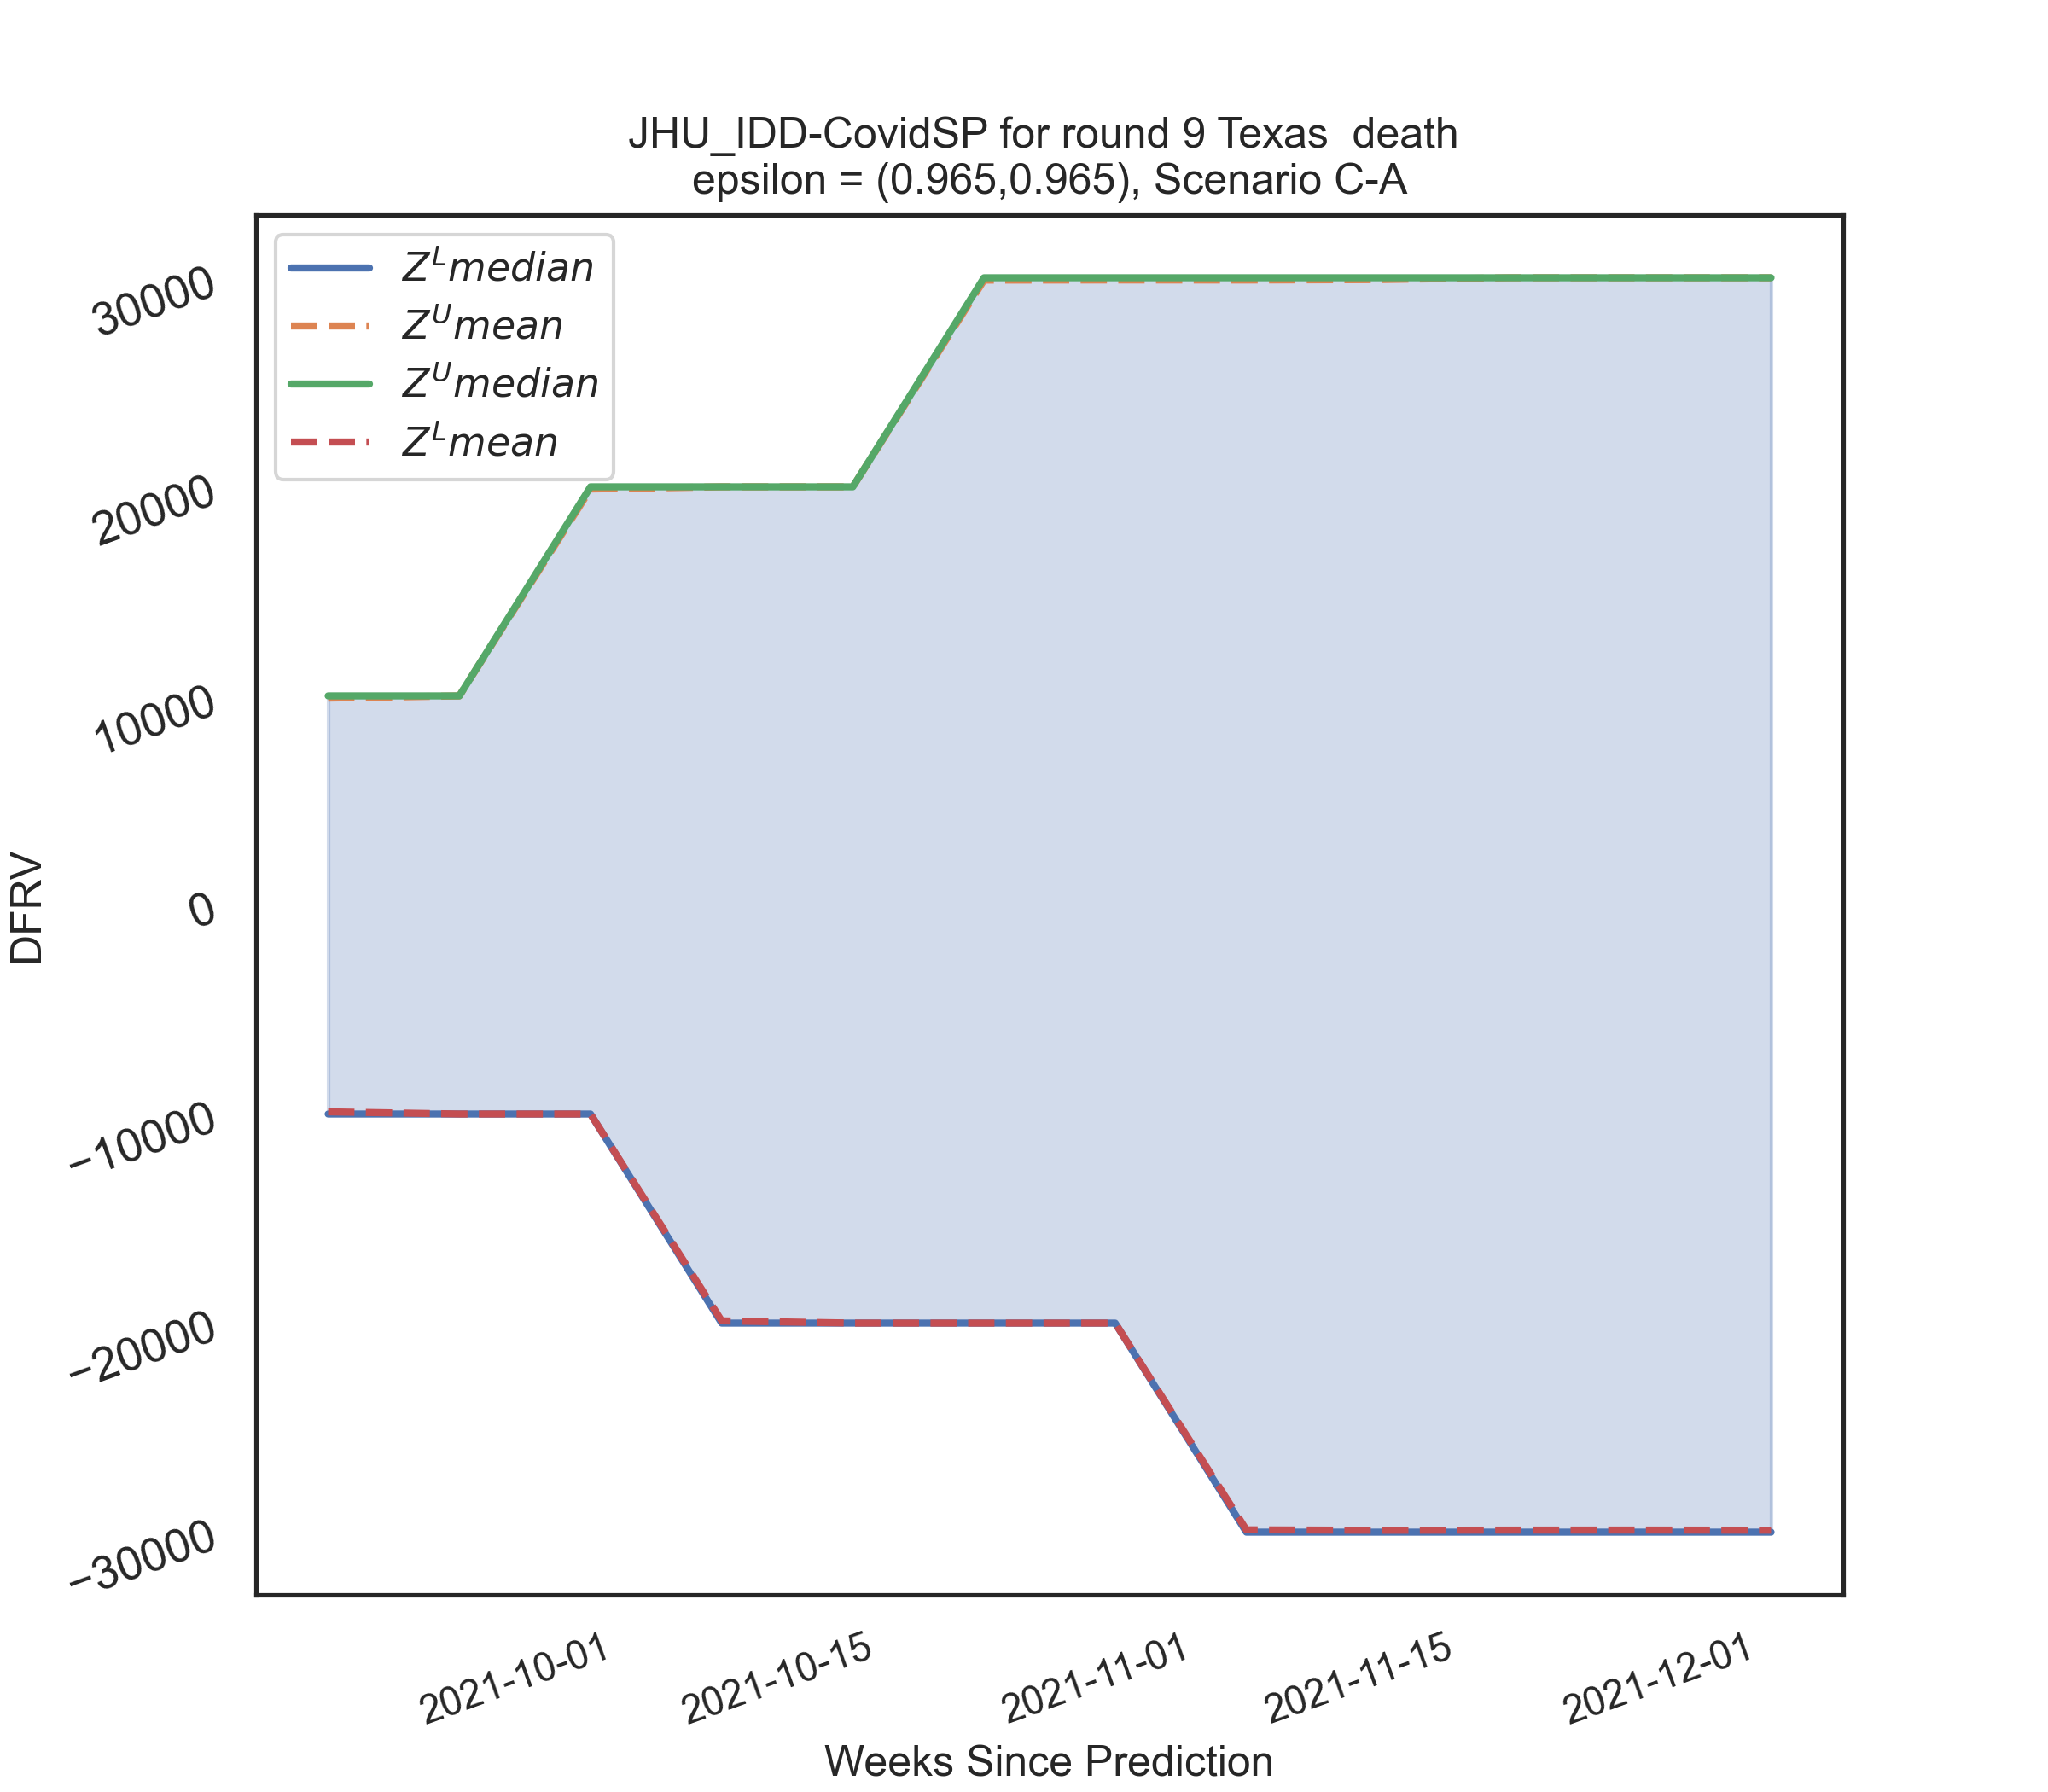 JHU_IDD-CovidSP for round 9 Texas  death
epsilon = (0.965,0.965), Scenario C-A
Z^L median
Z^U mean
Z^U median
Z^L mean
30000
20000
10000
0
−10000
−20000
−30000
DFRV
2021-10-01
2021-10-15
2021-11-01
2021-11-15
2021-12-01
Weeks Since Prediction